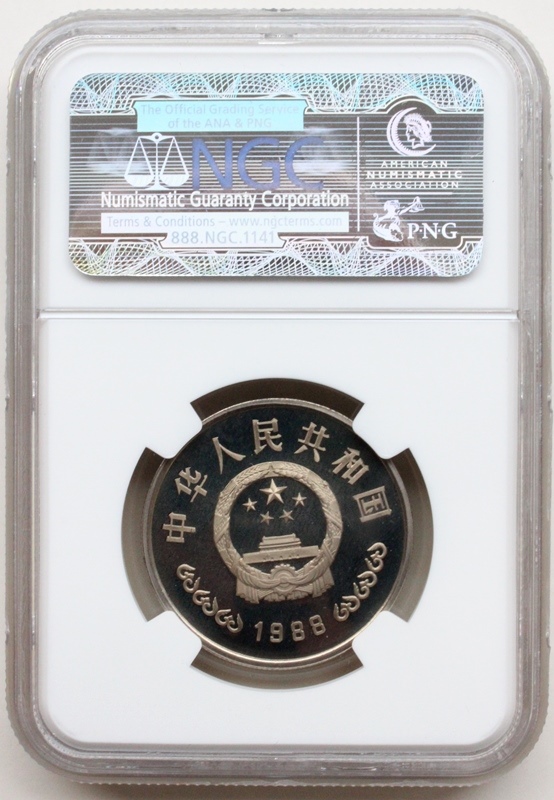 The Official Grading Service
of the ANA & PNG
NGC
Numismatic Guaranty Corporation
Terms & Conditions – www.ngcterms.com
888.NGC.1141
AMERICAN
NUMISMATIC
ASSOCIATION
P·N·G
中华人民共和国
1988